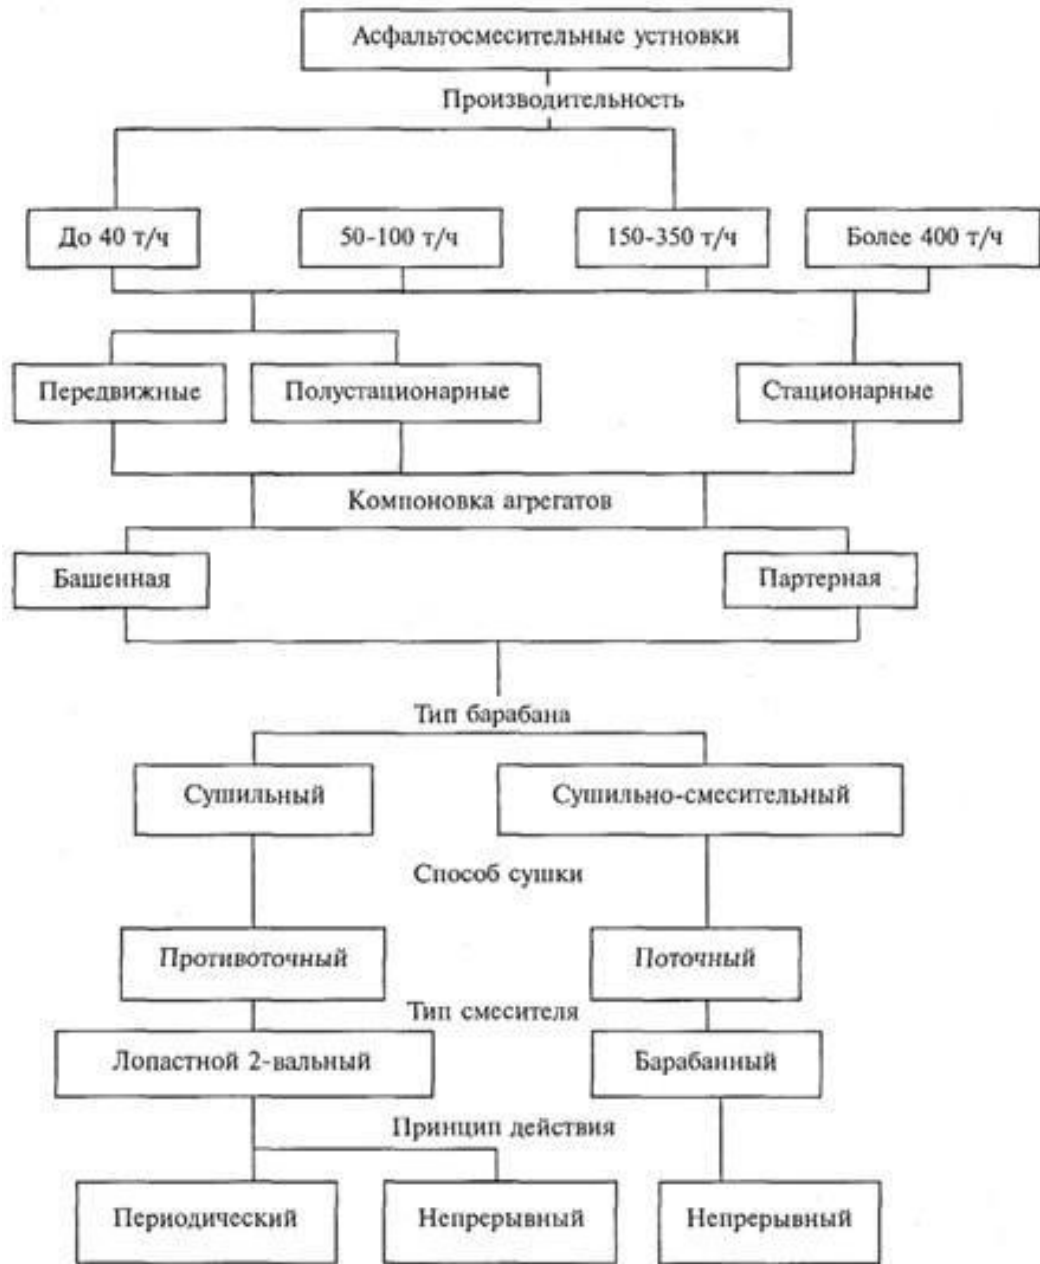 Асфальтосмесительные устновки
Производительность
До 40 т/ч
50-100 т/ч
150-350 т/ч
Более 400 т/ч
Передвижные
Полустационарные
Стационарные
Компоновка агрегатов
Башенная
Партерная
Тип барабана
Сушильный
Сушильно-смесительный
Способ сушки
Противоточный
Поточный
Тип смесителя
Лопастной 2-вальный
Барабанный
Принцип действия
Периодический
Непрерывный
Непрерывный